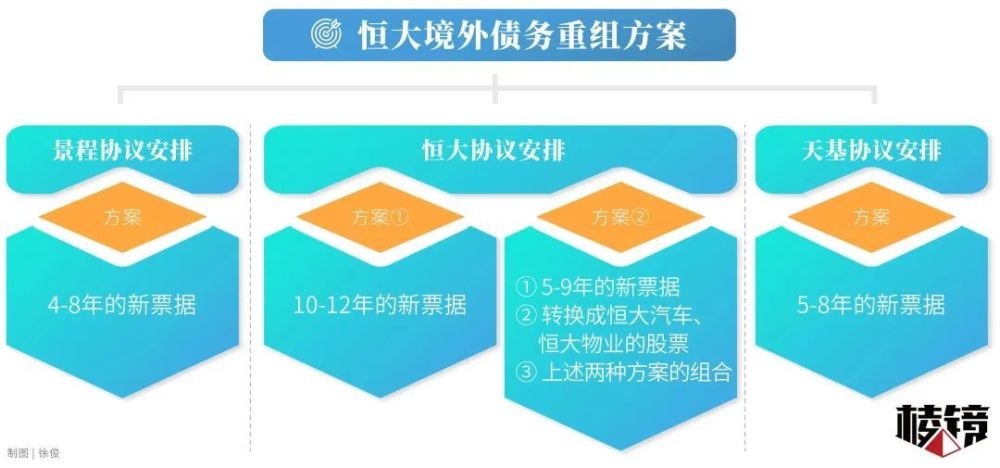 恒大境外债务重组方案
景程协议安排
方案
4-8年的新票据
恒大协议安排
方案①
10-12年的新票据
方案②
① 5-9年的新票据
② 转换成恒大汽车、
恒大物业的股票
③ 上述两种方案的组合
天基协议安排
方案
5-8年的新票据
制图 | 徐俊
棱镜